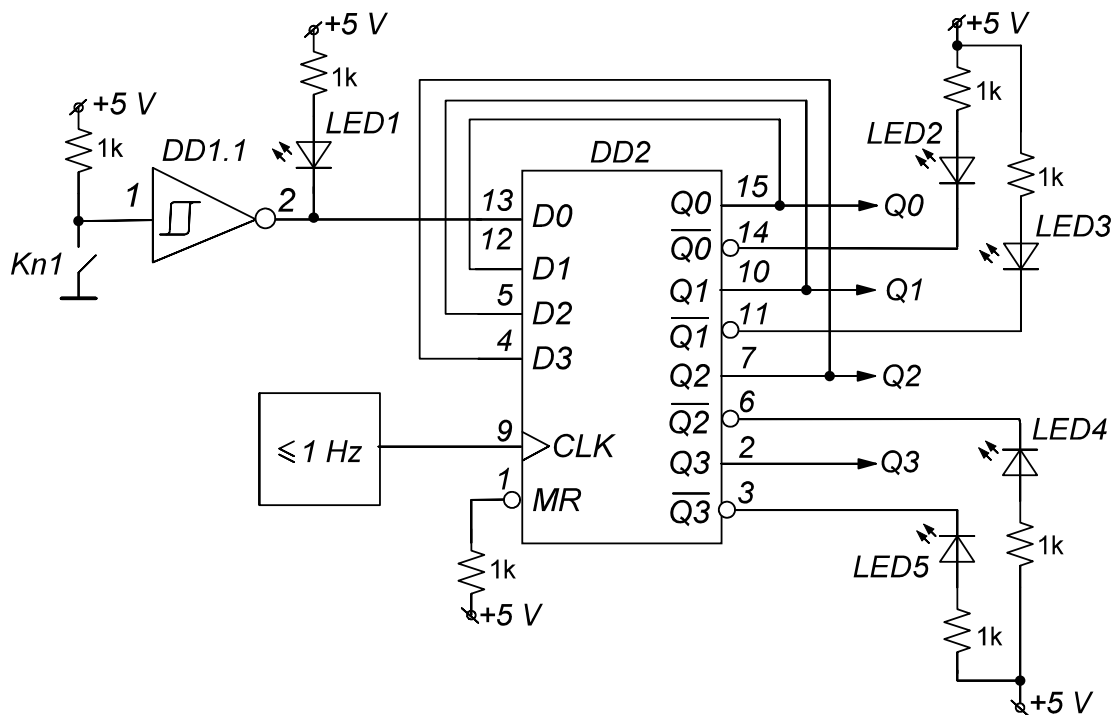 +5 V
1k
DD1.1
1
2
Kn1
+5 V
1k
LED1
DD2
13
D0
12
D1
5
D2
4
D3
9
CLK
1
MR
≤1 Hz
1k
+5 V
Q0
15
Q0
Q0
14
Q1
10
Q1
Q1
11
Q2
7
Q2
Q2
6
Q3
2
Q3
Q3
3
+5 V
1k
LED2
1k
LED3
LED4
1k
LED5
1k
+5 V